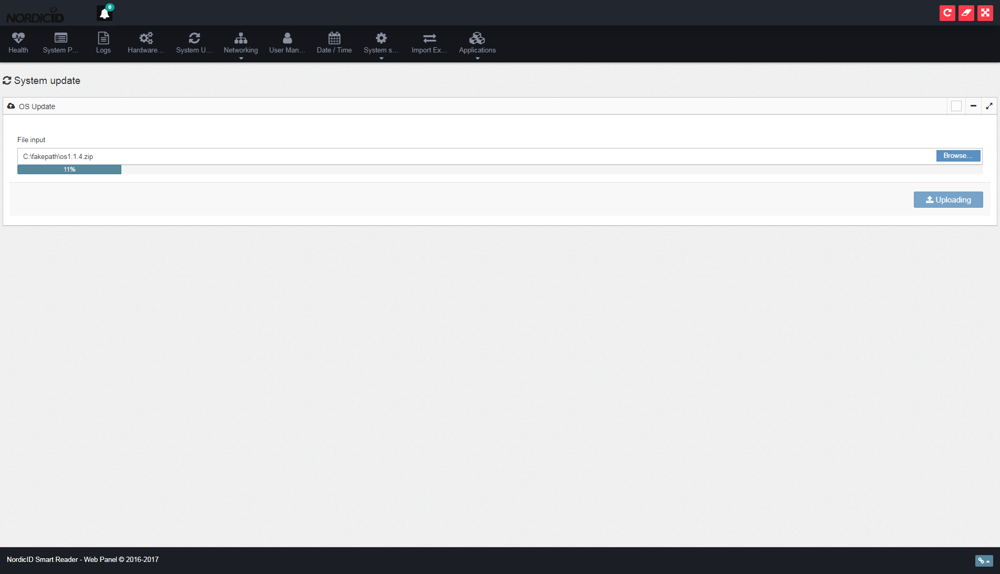 NORDICID
0
Health
System P...
Logs
Hardware...
System U...
Networking
User Man...
Date / Time
System s...
Import Ex...
Applications
System update
OS Update
File input
C:\fakepath\os1.1.4.zip
Browse...
11%
Uploading
NordicID Smart Reader - Web Panel © 2016-2017